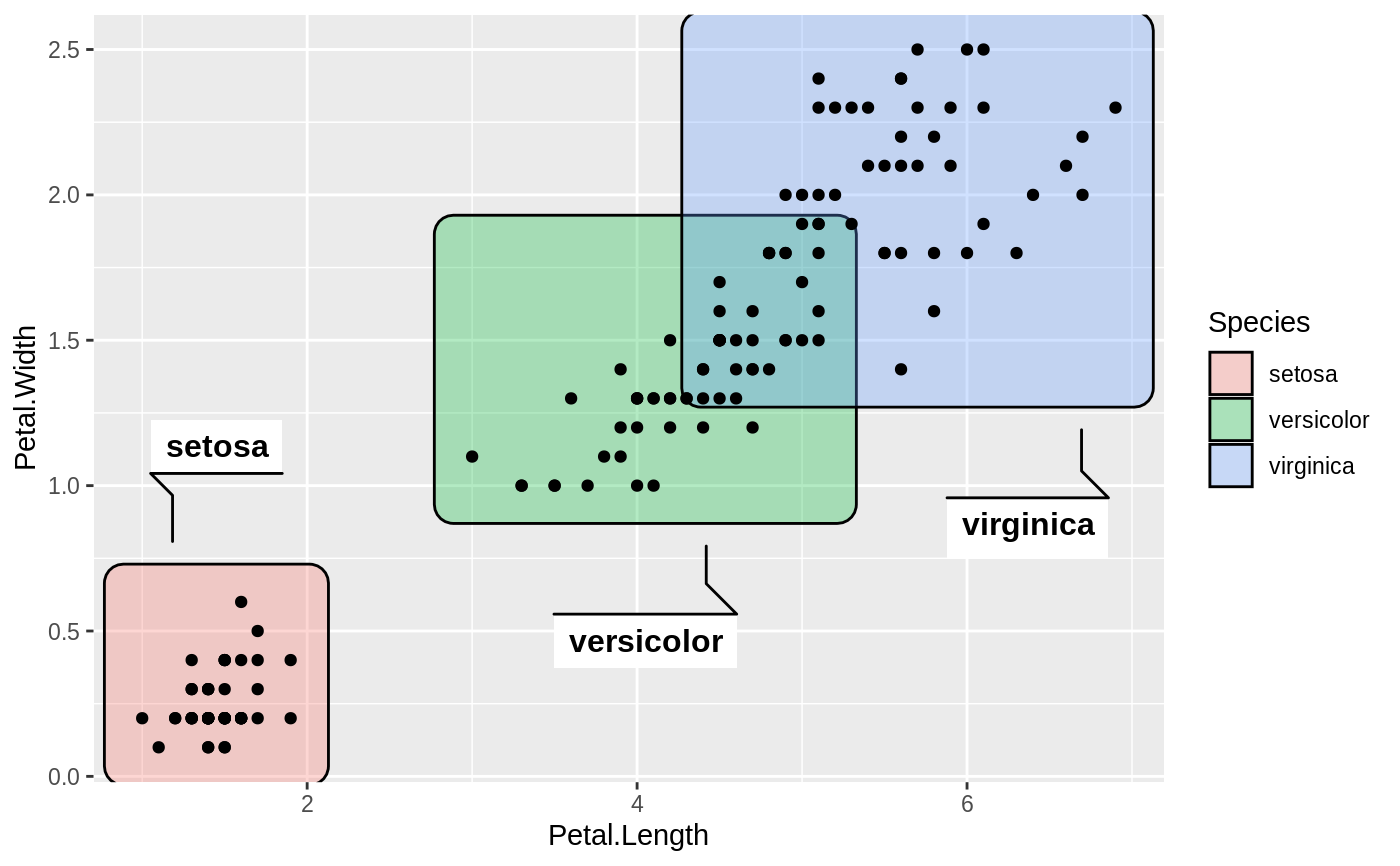 2.5
2.0
1.5
1.0
0.5
0.0
Petal.Width
setosa
versicolor
virginica
2
4
6
Petal.Length
Species
setosa
versicolor
virginica